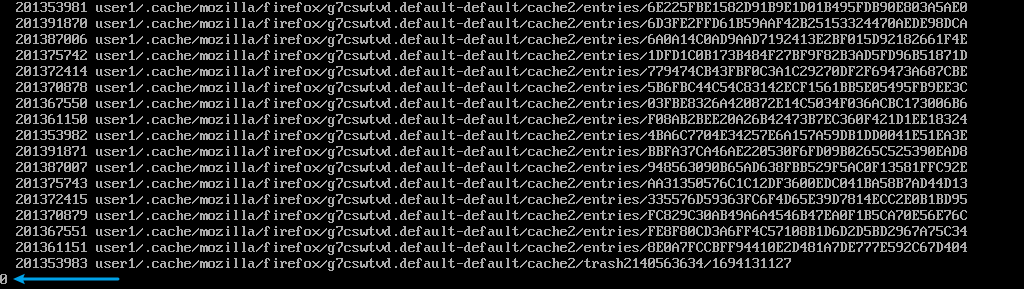 201353981 user1/.cache/mozilla/firefox/g7cswtvd.default-default/cache2/entries/6E225FBE1582D91B9E1D01B495FDB90E803A5AE0
201391870 user1/.cache/mozilla/firefox/g7cswtvd.default-default/cache2/entries/6D3FE2FFD61B59AAF42B25153324470AEDE98DCA
201387006 user1/.cache/mozilla/firefox/g7cswtvd.default-default/cache2/entries/6A0A14C0AD9AAD7192413E2BF015D92182661F4E
201375742 user1/.cache/mozilla/firefox/g7cswtvd.default-default/cache2/entries/1DFD1C0B173B484F27BF9F82B3AD5FD96B51871D
201372414 user1/.cache/mozilla/firefox/g7cswtvd.default-default/cache2/entries/779474CB43FBF0C3A1C29270DF2F69473A687CBE
201370878 user1/.cache/mozilla/firefox/g7cswtvd.default-default/cache2/entries/5B6FBC44C54C83142ECF1561BB5E05495FB9EE3C
201367550 user1/.cache/mozilla/firefox/g7cswtvd.default-default/cache2/entries/03FBE8326A420872E14C5034F036ACBC173006B6
201361150 user1/.cache/mozilla/firefox/g7cswtvd.default-default/cache2/entries/F08AB2BEE20A26B42473B7EC360F421D1EE18324
201353982 user1/.cache/mozilla/firefox/g7cswtvd.default-default/cache2/entries/4BA6C7704E34257E6A157A59DB1DD0041E51EA3E
201391871 user1/.cache/mozilla/firefox/g7cswtvd.default-default/cache2/entries/BBFA37CA46AE220530F6FD09B0265C525390EAD8
201387007 user1/.cache/mozilla/firefox/g7cswtvd.default-default/cache2/entries/948563090B65AD638FBB529F5AC0F13581FFC92E
201375743 user1/.cache/mozilla/firefox/g7cswtvd.default-default/cache2/entries/AA31350576C1C12DF3600EDC041BA58B7AD44D13
201372415 user1/.cache/mozilla/firefox/g7cswtvd.default-default/cache2/entries/335576D59363FC6F4D65E39D7814ECC2E0B1BD95
201370879 user1/.cache/mozilla/firefox/g7cswtvd.default-default/cache2/entries/FC829C30AB49A6A4546B47EA0F1B5CA70E56E76C
201367551 user1/.cache/mozilla/firefox/g7cswtvd.default-default/cache2/entries/FE8F80CD3A6FF4C57108B1D6D2D5BD2967A75C34
201361151 user1/.cache/mozilla/firefox/g7cswtvd.default-default/cache2/entries/8E0A7FCCBFF94410E2D481A7DE777E592C67D404
201353983 user1/.cache/mozilla/firefox/g7cswtvd.default-default/cache2/trash2140563634/1694131127
0